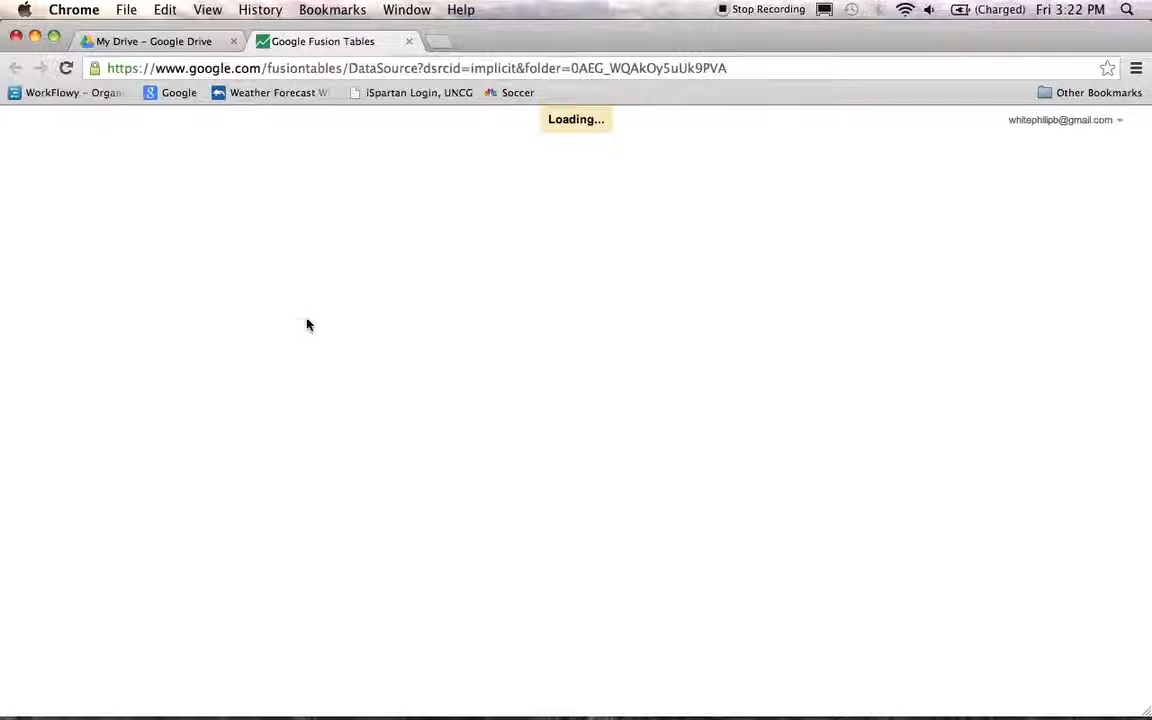 Chrome File Edit View History Bookmarks Window Help Stop Recording (Charged) Fri 3:22 PM
My Drive – Google Drive Google Fusion Tables
https://www.google.com/fusiontables/DataSource?dsrcid=implicit&folder=0AEG_WQAkOy5uUk9PVA
WorkFlowy – Organ Google Weather Forecast W iSpartan Login, UNCG Soccer Other Bookmarks
Loading... whitephilipb@gmail.com